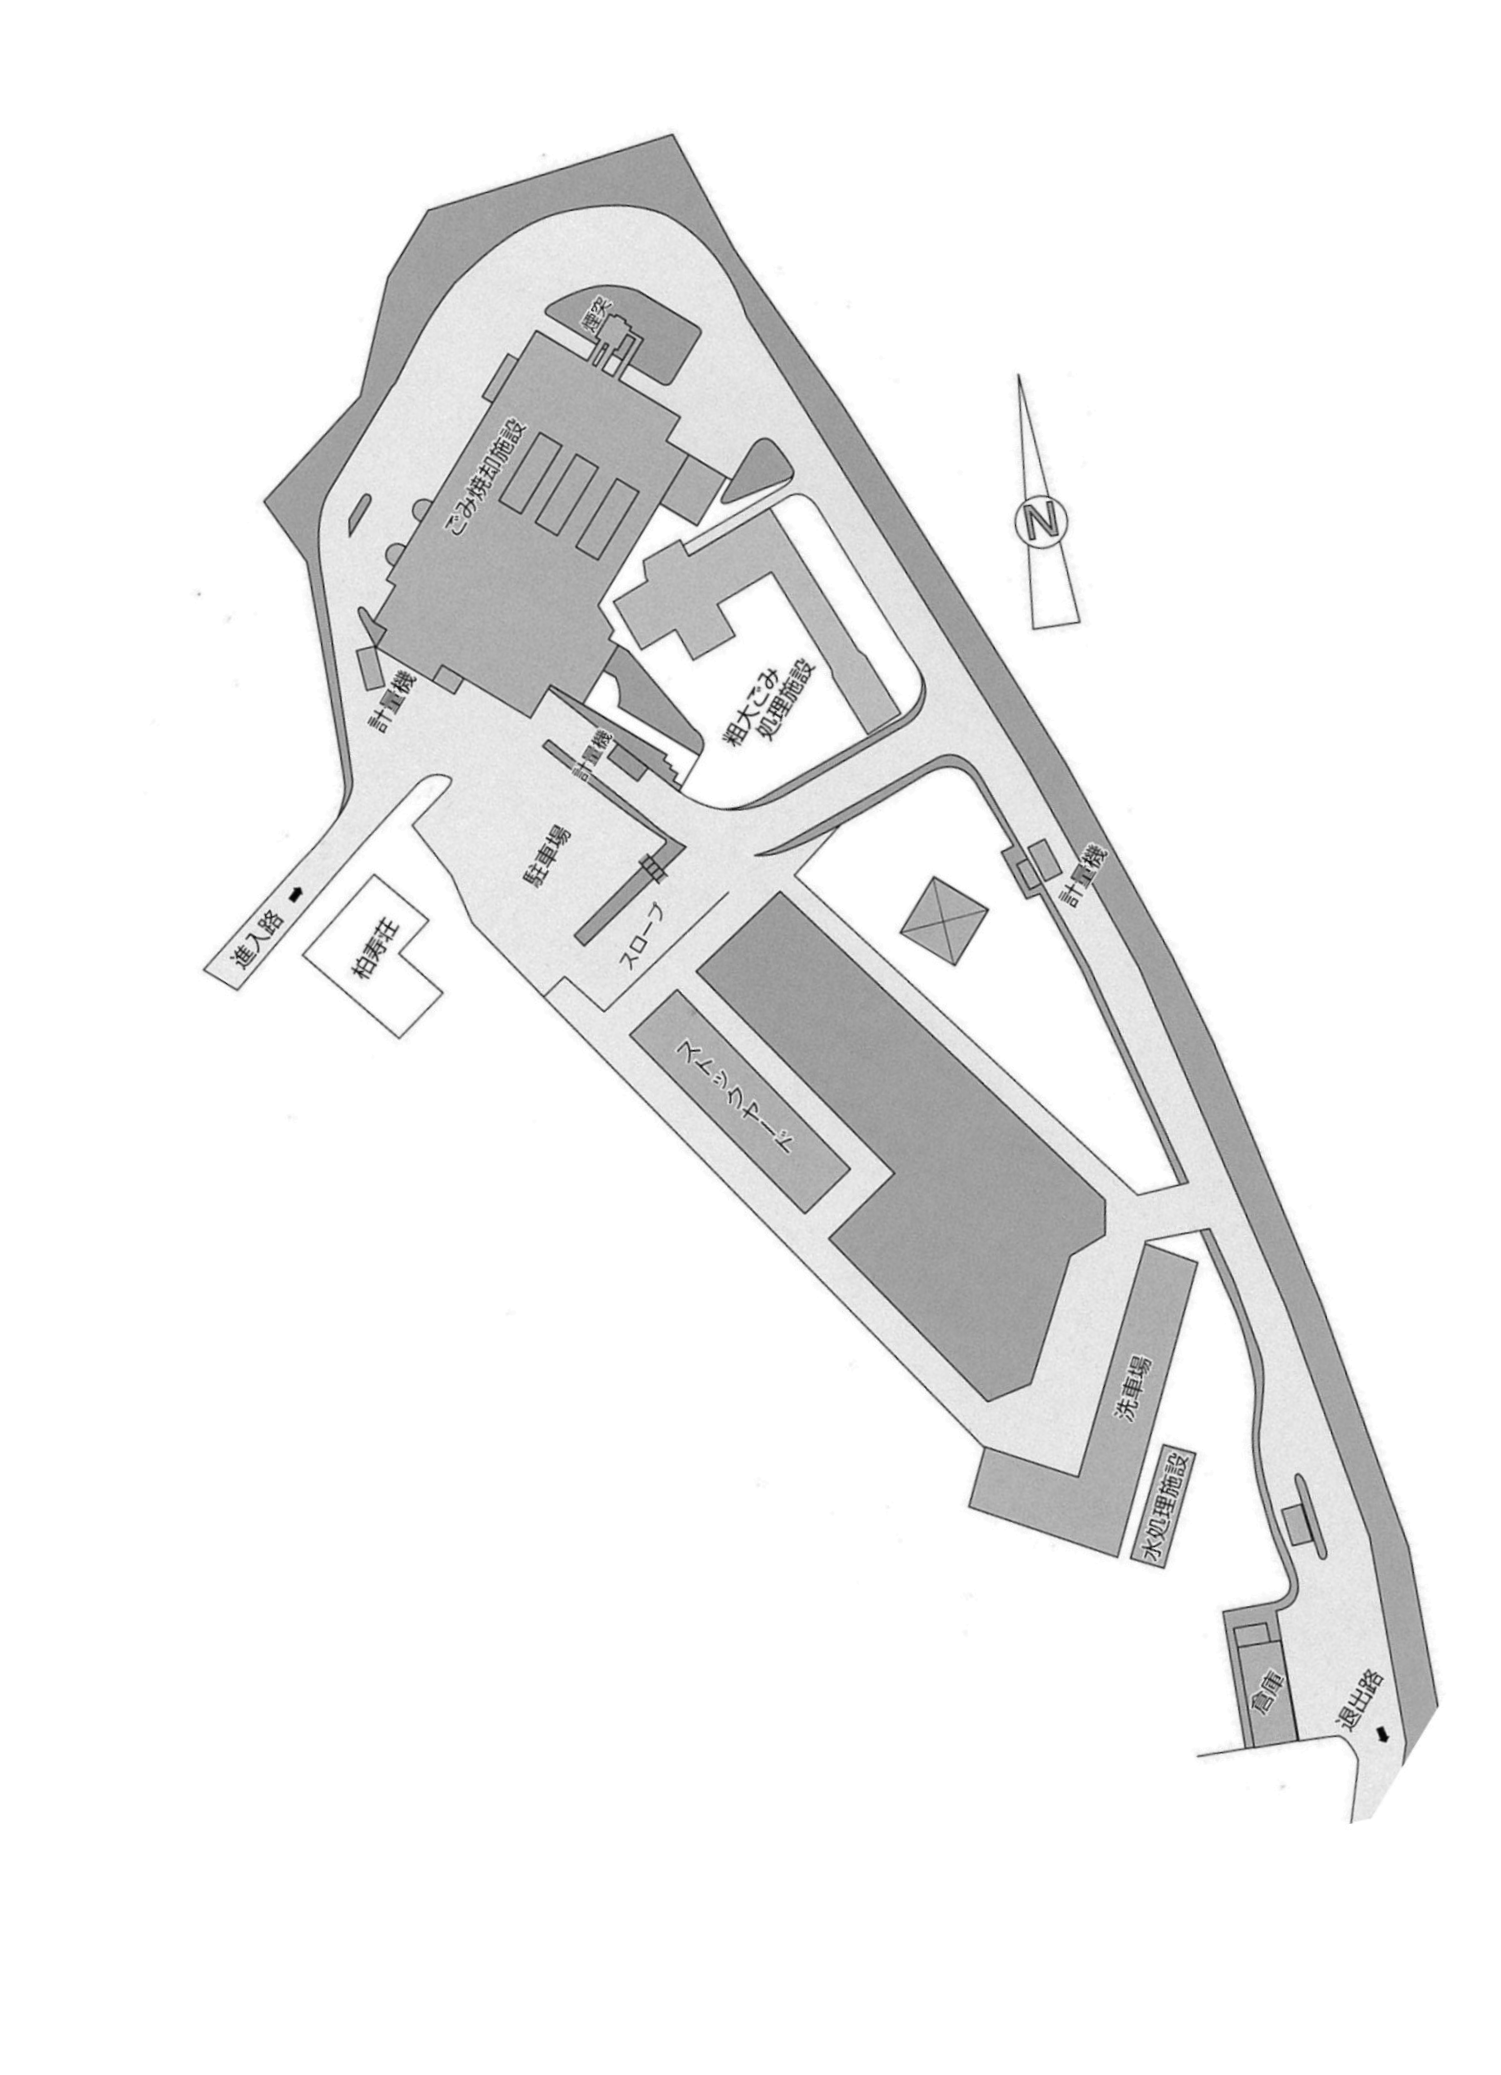 煙突
ごみ焼却施設
N
計量機
粗大ごみ
処理施設
計量機
駐車場
計量機
進入路
柏寿荘
スロープ
ストックヤード
洗車場
水処理施設
倉庫
退出路